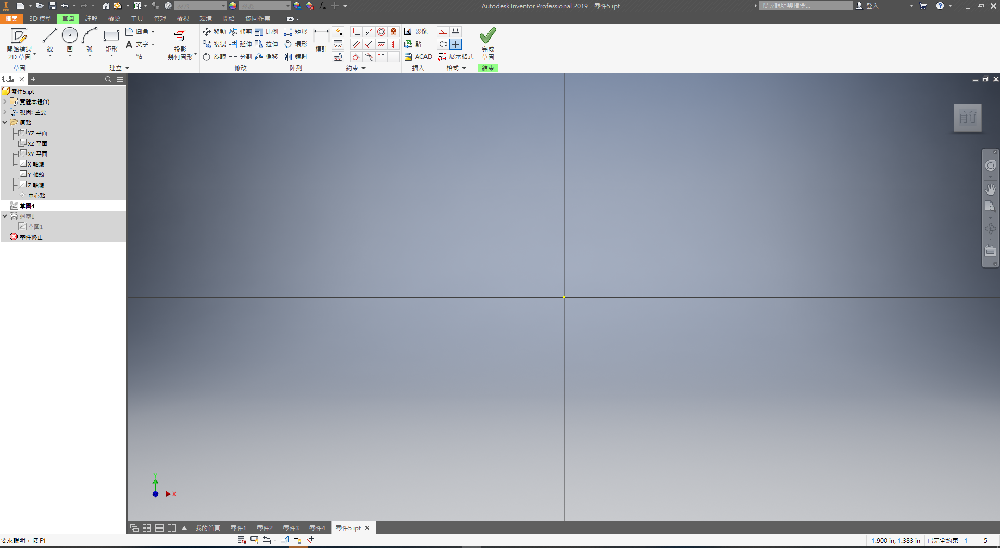 Autodesk Inventor Professional 2019 零件5.ipt
搜尋說明與指令...
登入
檔案 3D 模型 草圖 註解 檢驗 工具 管理 檢視 環境 開始 協同作業
開始繪製
2D 草圖
線 圓 弧 矩形
圓角
文字
點
投影
幾何圖形
移動 修剪 比例
複製 延伸 拉伸
旋轉 分割 偏移
矩形
環形
鏡射
標註
影像
點
ACAD
展示格式
完成
草圖
草圖 建立 修改 陣列 約束 插入 格式 結束
模型
零件5.ipt
實體本體(1)
視圖: 主要
原點
YZ 平面
XZ 平面
XY 平面
X 軸線
Y 軸線
Z 軸線
中心點
草圖4
迴轉1
草圖1
零件終止
前
Y
X
我的首頁 零件1 零件2 零件3 零件4 零件5.ipt
要求說明，按 F1
-1.900 in, 1.383 in 已完全約束 1 5